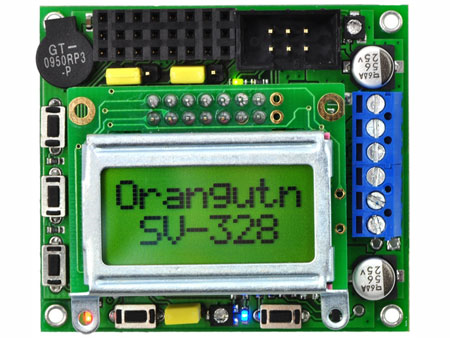 GT-
0950RP3
-P
Orangutn
SV-328